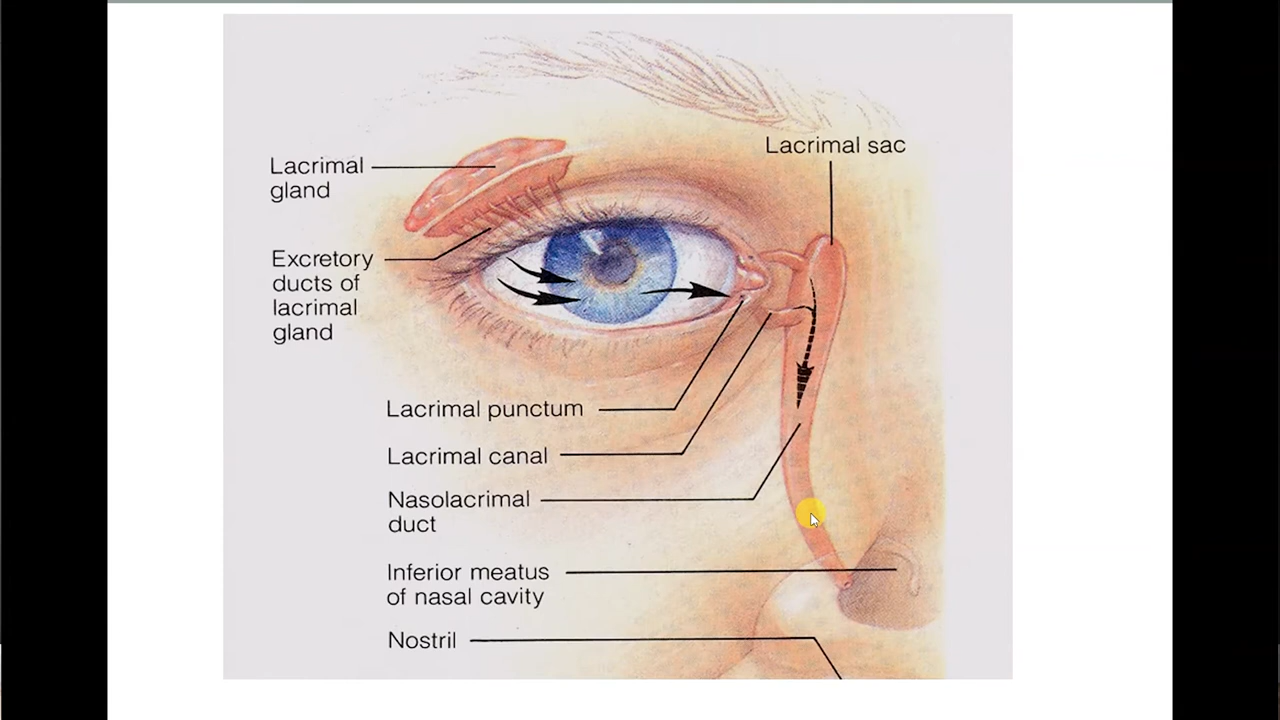 Lacrimal sac
Lacrimal
gland
Excretory
ducts of
lacrimal
gland
Lacrimal punctum
Lacrimal canal
Nasolacrimal
duct
Inferior meatus
of nasal cavity
Nostril